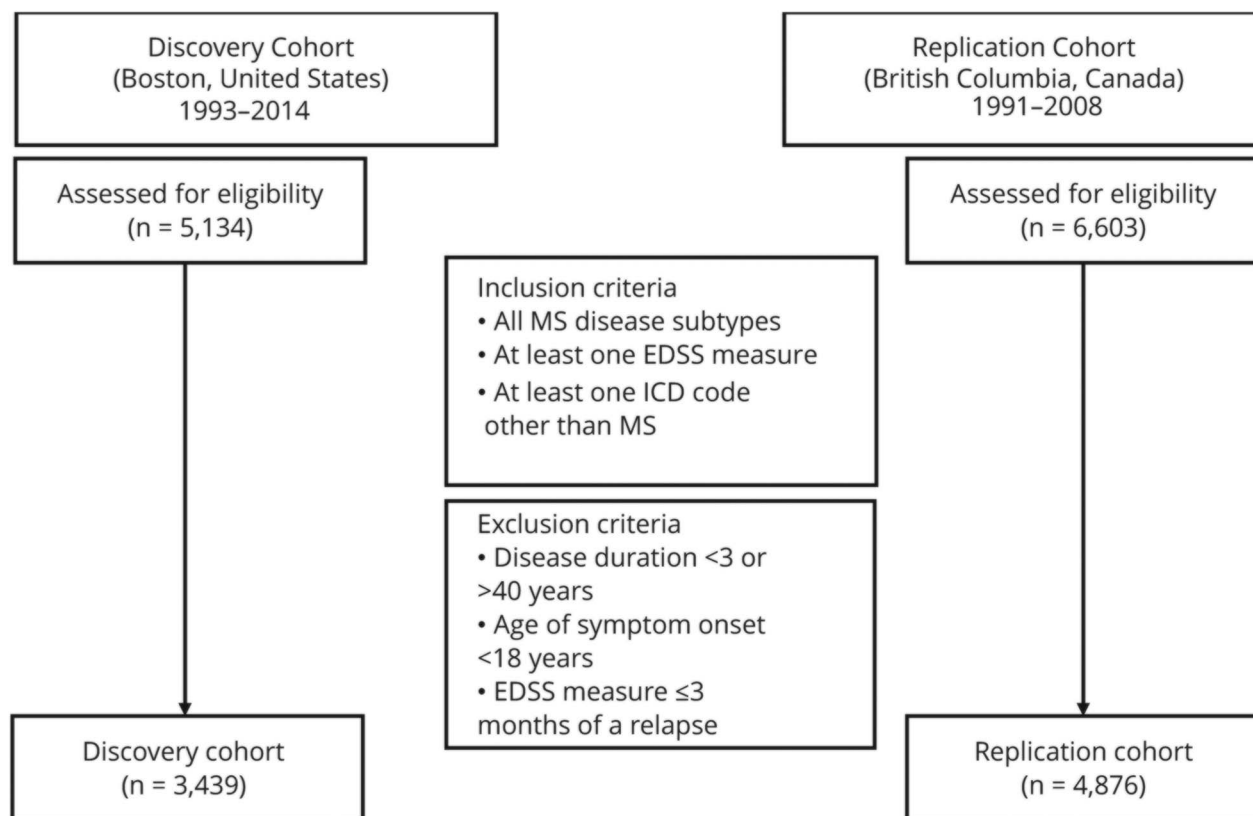 Discovery Cohort
(Boston, United States)
1993–2014
Replication Cohort
(British Columbia, Canada)
1991–2008
Assessed for eligibility
(n = 5,134)
Assessed for eligibility
(n = 6,603)
Inclusion criteria
• All MS disease subtypes
• At least one EDSS measure
• At least one ICD code
other than MS
Exclusion criteria
• Disease duration <3 or
>40 years
• Age of symptom onset
<18 years
• EDSS measure ≤3
months of a relapse
Discovery cohort
(n = 3,439)
Replication cohort
(n = 4,876)